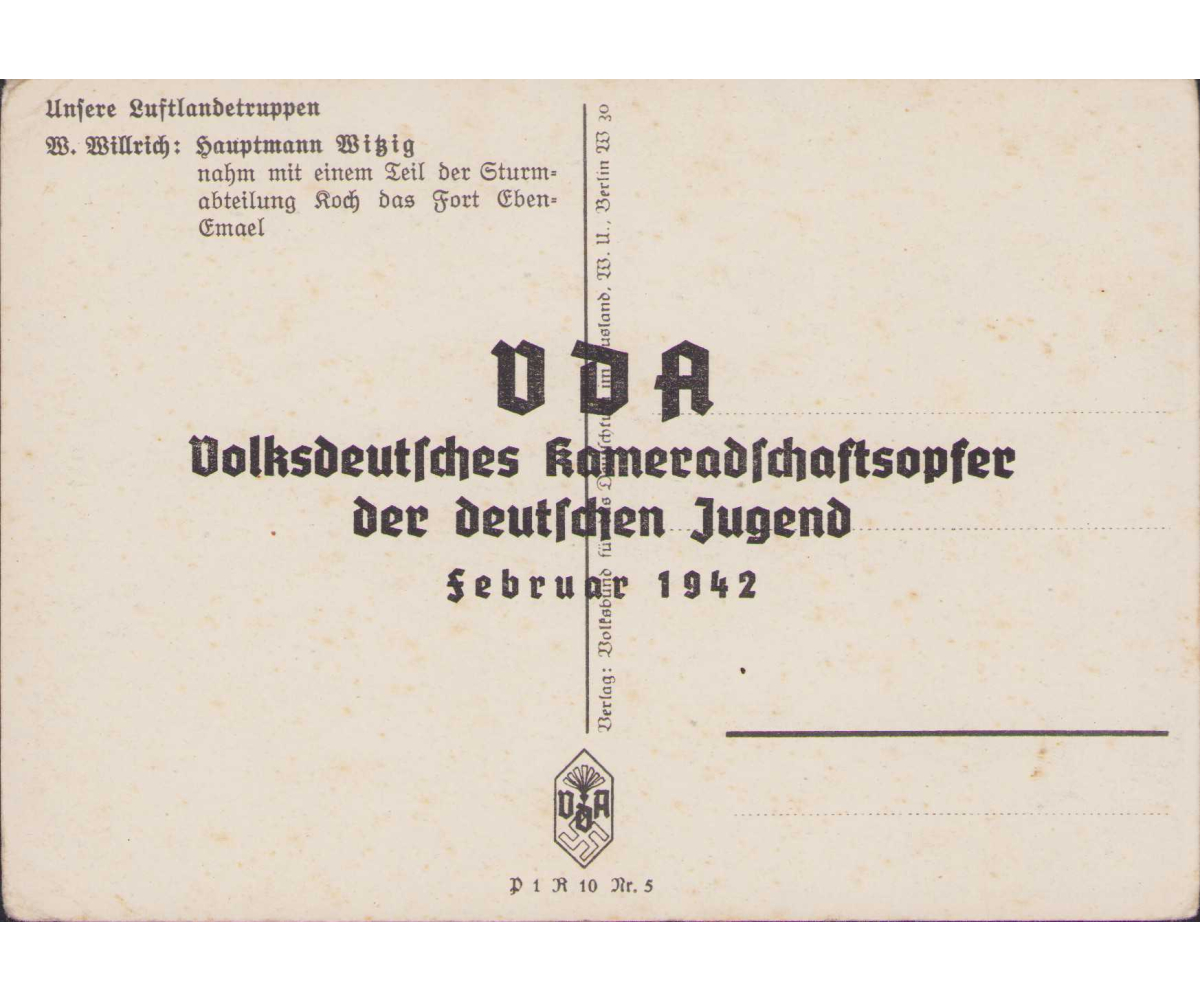 Unsere Luftlandetruppen
W. Willrich: Hauptmann Witzig
nahm mit einem Teil der Sturm-
abteilung Koch das Fort Eben-
Emael
Verlag: Volksbund für das Deutschtum im Ausland, W. U., Berlin W 30
VDA
Volksdeutsches Kameradschaftsopfer
der deutschen Jugend
Februar 1942
VDA
P 1 R 10 Nr. 5